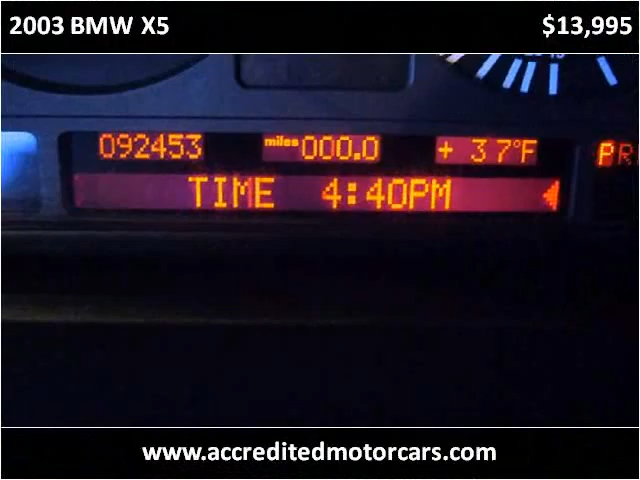 2003 BMW X5 $13,995
092453 miles 000.0 + 37°F P
TIME 4:40PM
www.accreditedmotorcars.com